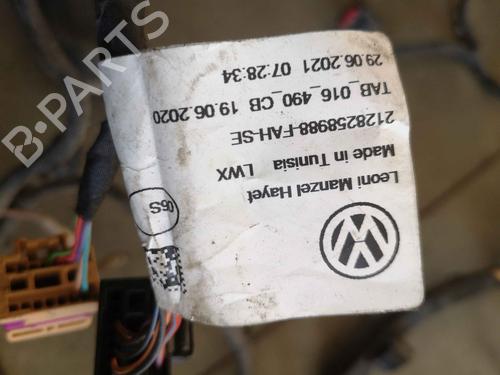 Leoni Manzel Hayet
Made in Tunisia LWX
2128258988-FAH-SE
TAB_016_490_CB 19.06.2020
29.06.2021 07:28:34
06S
B-PARTS